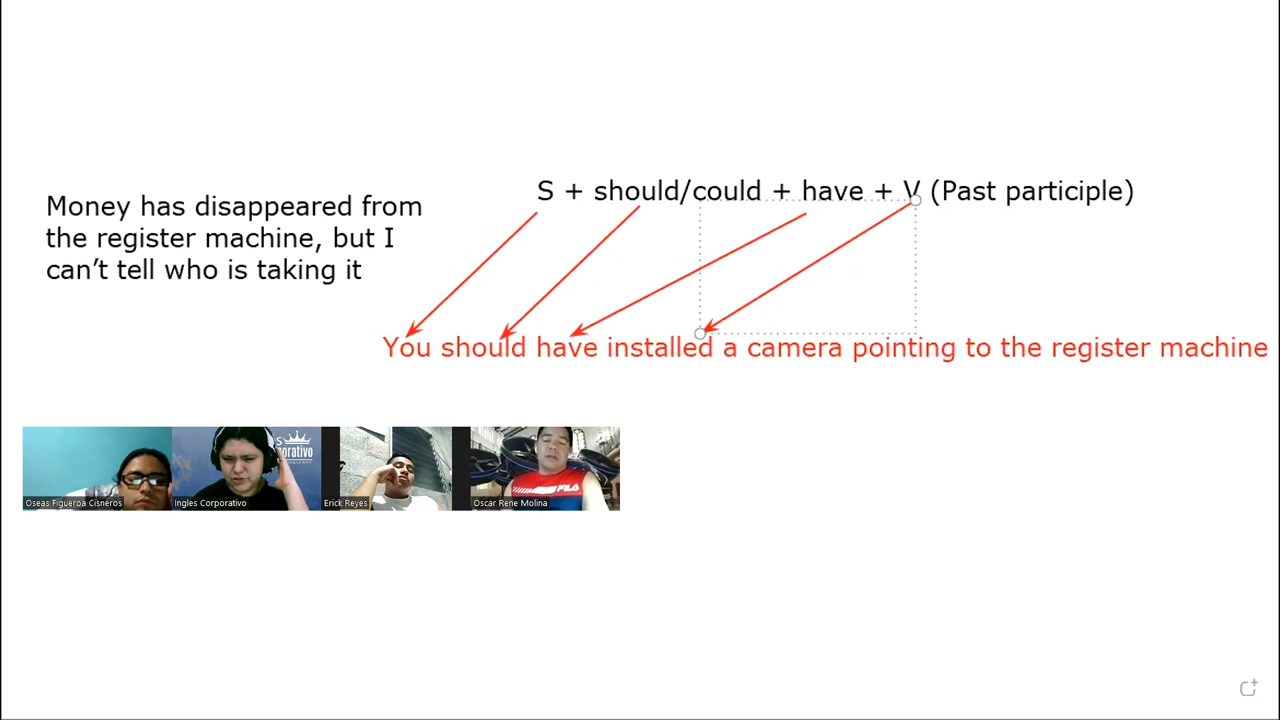 S + should/could + have + V (Past participle)
Money has disappeared from
the register machine, but I
can't tell who is taking it
You should have installed a camera pointing to the register machine
Oseas Figueroa Cisneros
Ingles Corporativo
Erick Reyes
FILA
Oscar Rene Molina